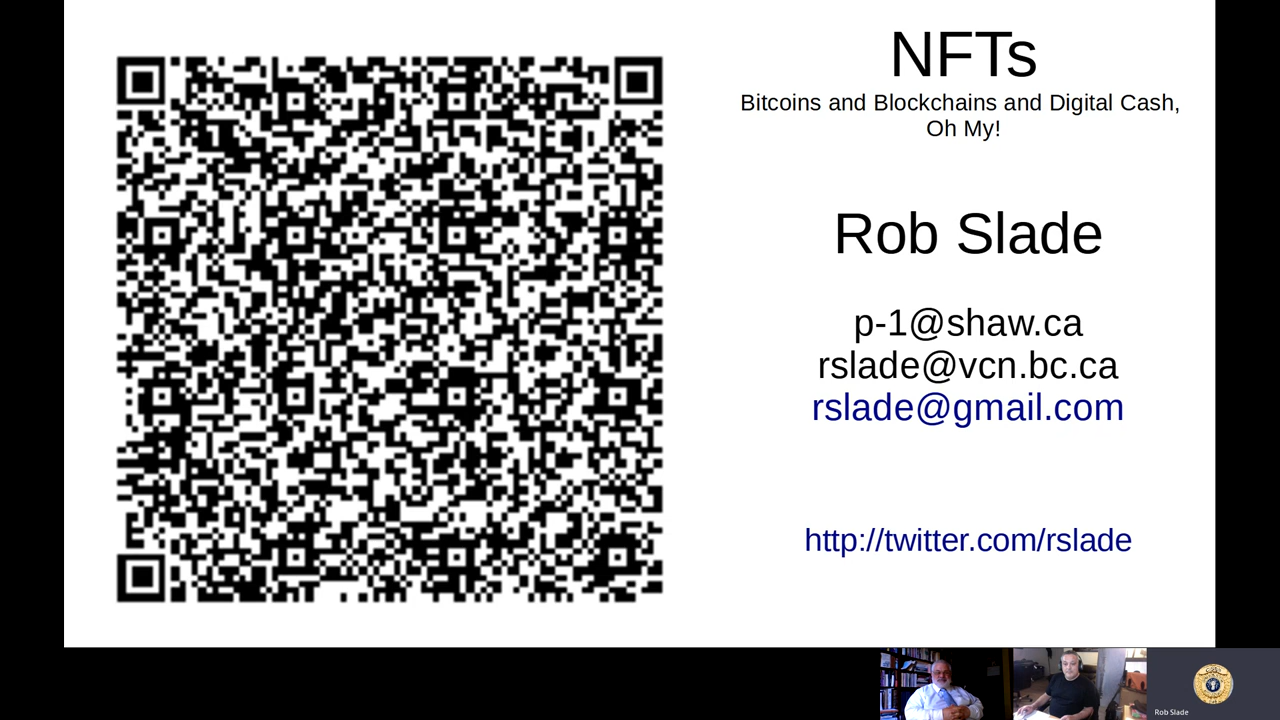 NFTs
Bitcoins and Blockchains and Digital Cash,
Oh My!
Rob Slade
p-1@shaw.ca
rslade@vcn.bc.ca
rslade@gmail.com
http://twitter.com/rslade
Rob Slade